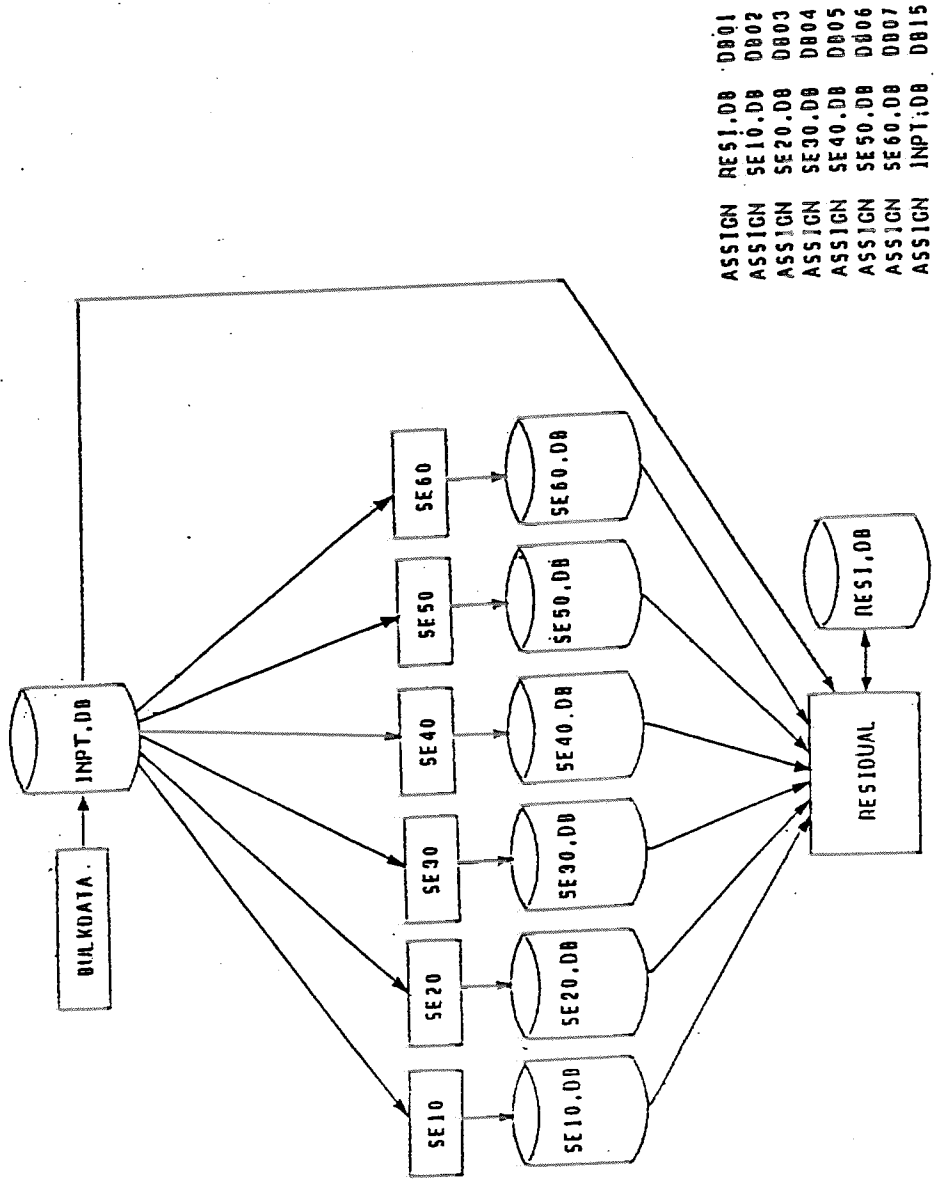 BULKDATA.
INPT.DB
SE10
SE20
SE30
SE40
SE50
SE60
SE10.DB
SE20.DB
SE30.DB
SE40.DB
SE50.DB
SE60.DB
RESIDUAL
RESI.DB
ASSIGN RESI.DB DB01
ASSIGN SE10.DB DB02
ASSIGN SE20.DB DB03
ASSIGN SE30.DB DB04
ASSIGN SE40.DB DB05
ASSIGN SE50.DB DB06
ASSIGN SE60.DB DB07
ASSIGN INPT.DB DB15